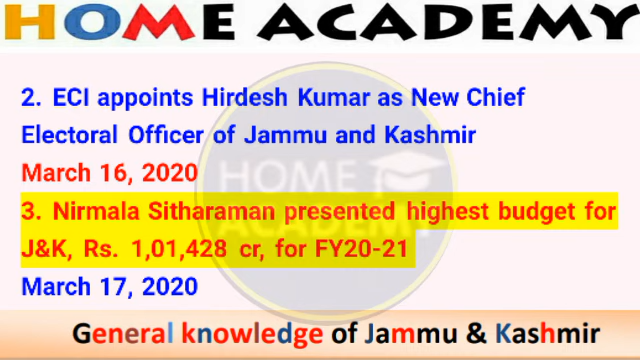 HOME ACADEMY
2. ECI appoints Hirdesh Kumar as New Chief
Electoral Officer of Jammu and Kashmir
March 16, 2020
HOME
ACADEMY
3. Nirmala Sitharaman presented highest budget for
J&K, Rs. 1,01,428 cr, for FY20-21
March 17, 2020
General knowledge of Jammu & Kashmir